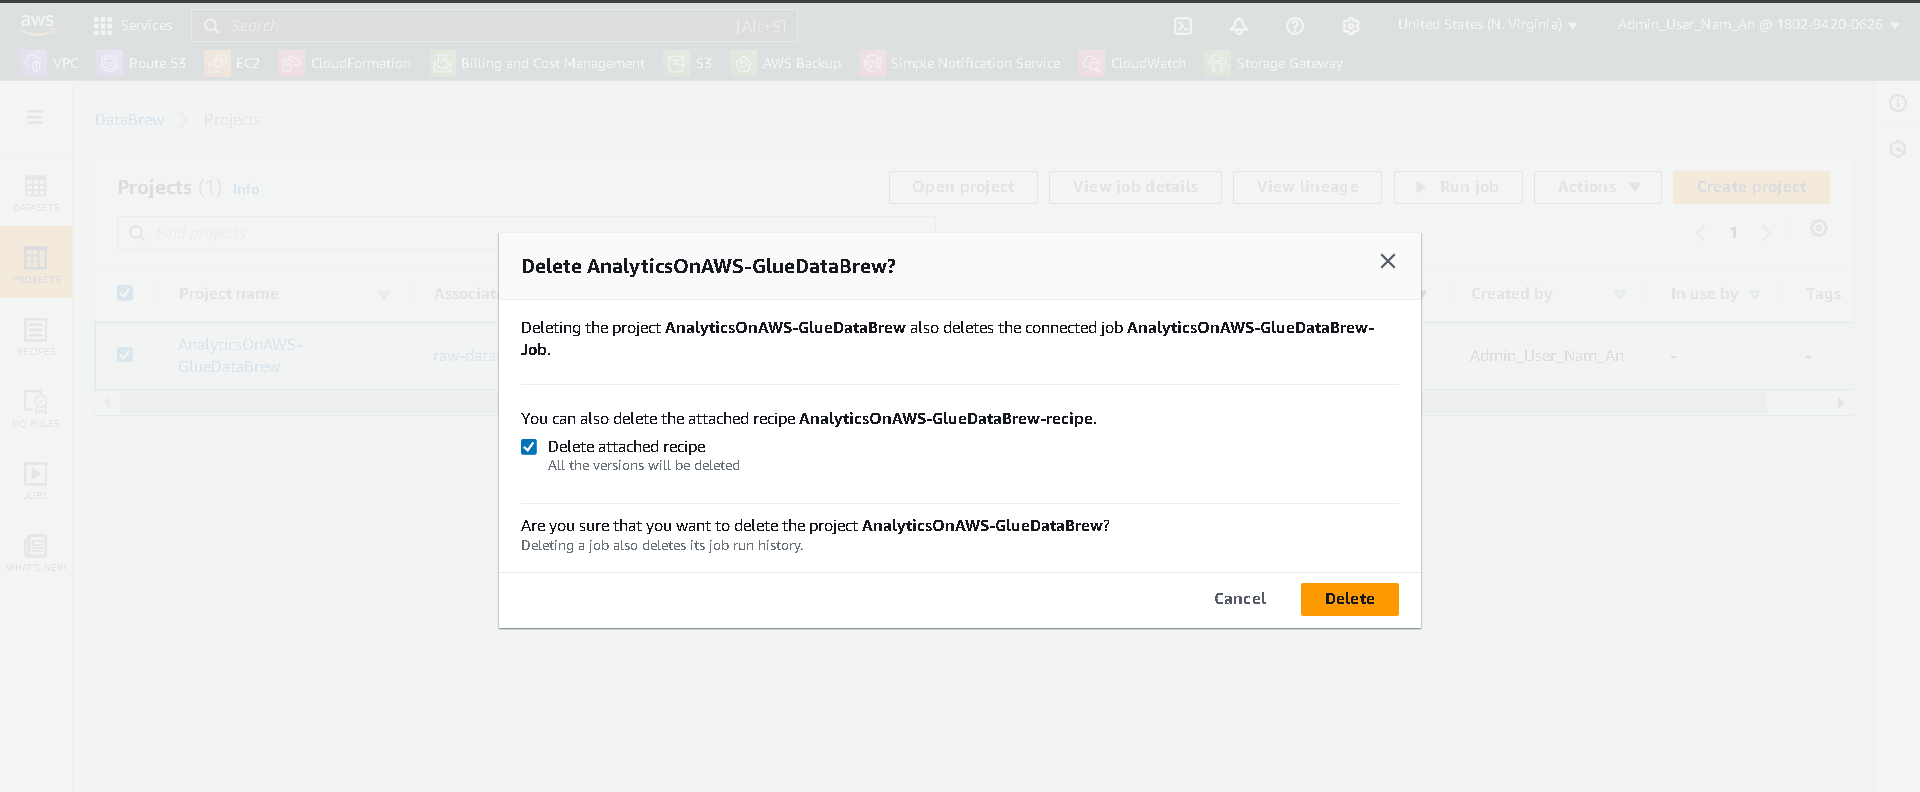 aws
Services
Search
[Alt+S]
United States (N. Virginia)
Admin_User_Nam_An @ 1802-9420-0626
VPC
Route 53
EC2
CloudFormation
Billing and Cost Management
S3
AWS Backup
Simple Notification Service
CloudWatch
Storage Gateway
DataBrew
Projects
Projects (1) Info
Open project
View job details
View lineage
Run job
Actions
Create project
Find projects
1
DATASETS
PROJECTS
RECIPES
DQ RULES
JOBS
WHAT'S NEW
Project name
Associate
Created by
In use by
Tags
AnalyticsOnAWS-
GlueDataBrew
raw-datas
Admin_User_Nam_An
-
-
Delete AnalyticsOnAWS-GlueDataBrew?
Deleting the project AnalyticsOnAWS-GlueDataBrew also deletes the connected job AnalyticsOnAWS-GlueDataBrew-
Job.
You can also delete the attached recipe AnalyticsOnAWS-GlueDataBrew-recipe.
Delete attached recipe
All the versions will be deleted
Are you sure that you want to delete the project AnalyticsOnAWS-GlueDataBrew?
Deleting a job also deletes its job run history.
Cancel
Delete